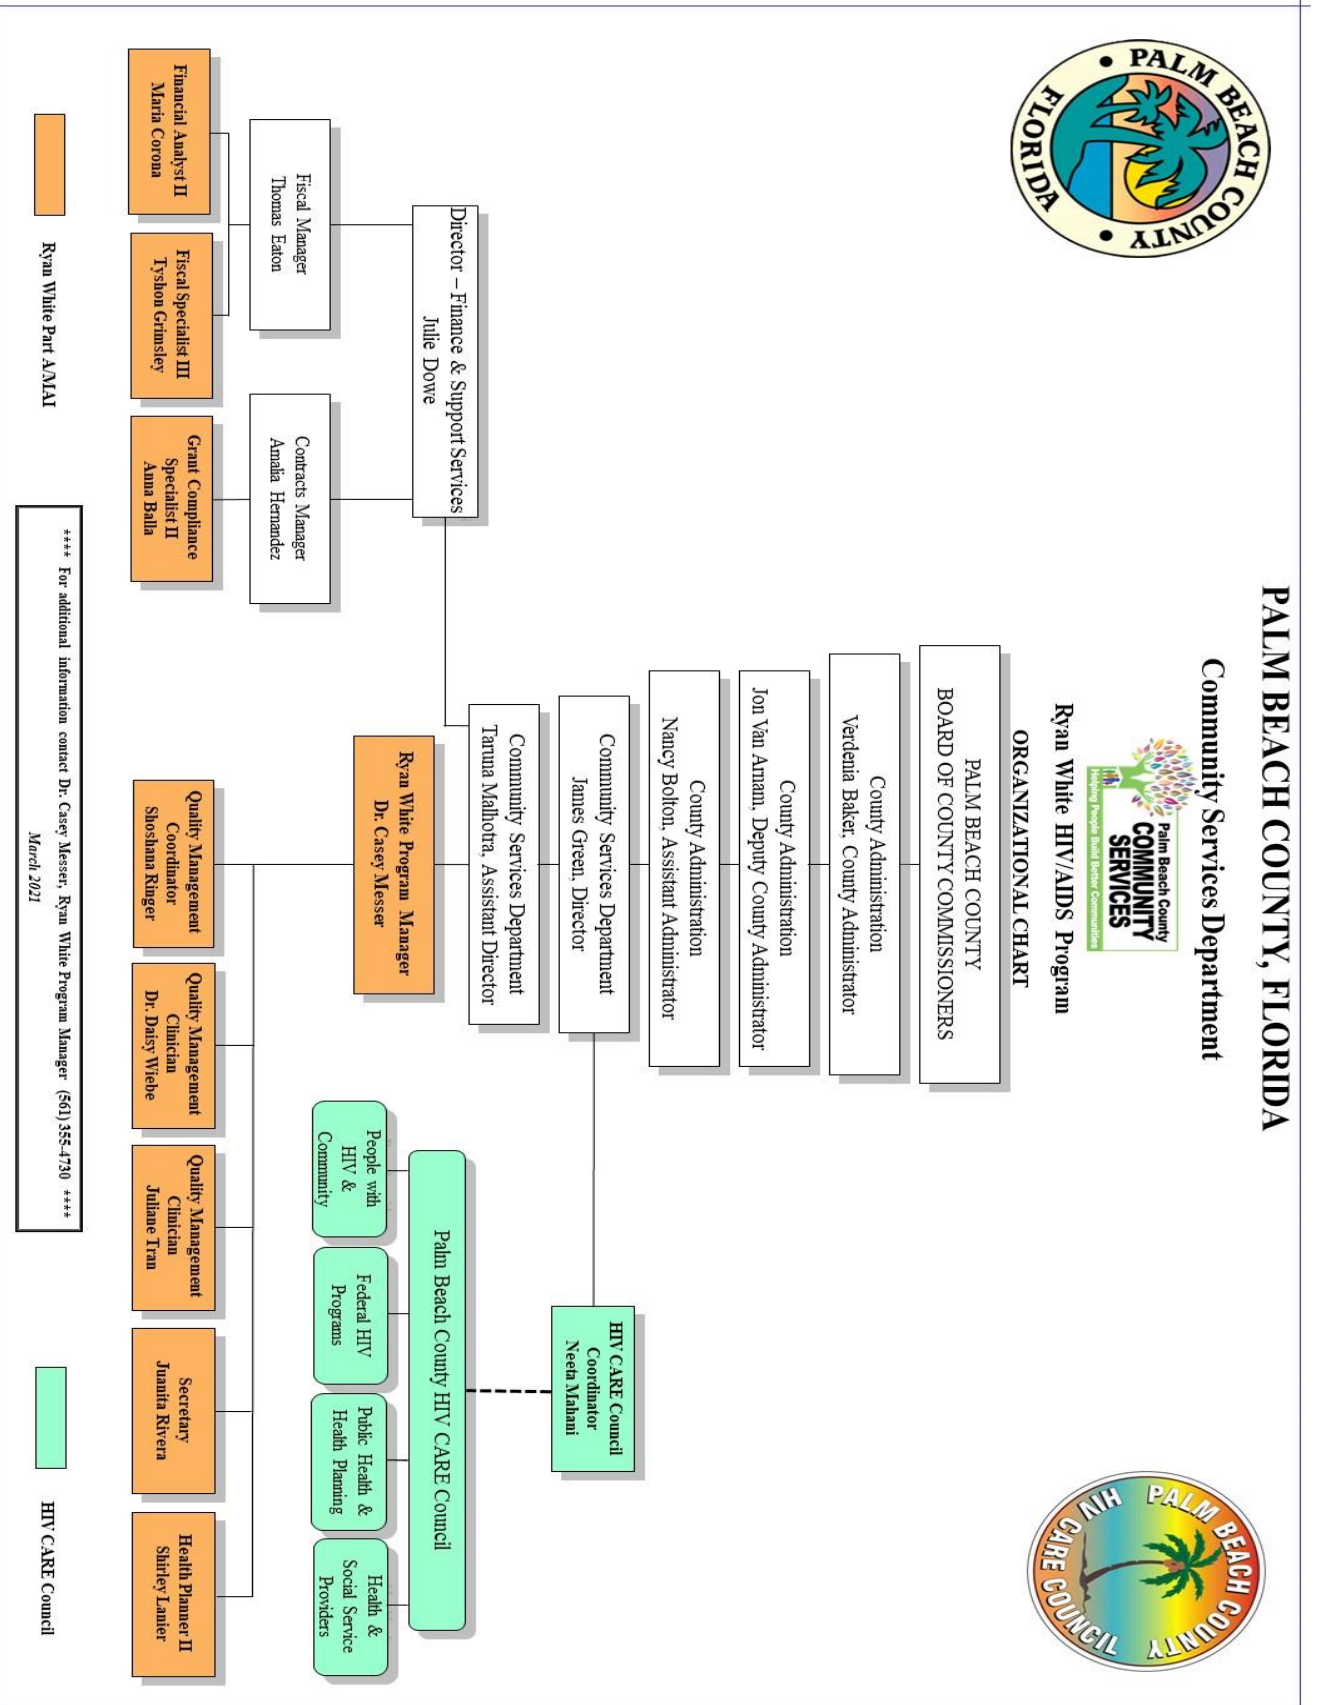 PALM BEACH COUNTY, FLORIDA
Community Services Department
PALM BEACH COUNTY
• FLORIDA •
Palm Beach County
COMMUNITY
SERVICES
Helping People Build Better Communities
PALM BEACH COUNTY
HIV CARE COUNCIL
Ryan White HIV/AIDS Program
ORGANIZATIONAL CHART
PALM BEACH COUNTY
BOARD OF COUNTY COMMISSIONERS
County Administration
Verdenia Baker, County Administrator
County Administration
Jon Van Arnam, Deputy County Administrator
County Administration
Nancy Bolton, Assistant Administrator
Community Services Department
James Green, Director
HIV CARE Council
Coordinator
Neeta Mahani
Community Services Department
Taruna Malhotra, Assistant Director
Director – Finance & Support Services
Julie Dowe
Palm Beach County HIV CARE Council
Ryan White Program Manager
Dr. Casey Messer
People with
HIV &
Community
Federal HIV
Programs
Public Health &
Health Planning
Health &
Social Service
Providers
Fiscal Manager
Thomas Eaton
Contracts Manager
Amalia Hernandez
Financial Analyst II
Maria Corona
Fiscal Specialist III
Tyshon Grimsley
Grant Compliance
Specialist II
Anna Balla
Quality Management
Coordinator
Shoshana Ringer
Quality Management
Clinician
Dr. Daisy Wiebe
Quality Management
Clinician
Juliane Tran
Secretary
Juanita Rivera
Health Planner II
Shirley Lanier
Ryan White Part A/MAI
**** For additional information contact Dr. Casey Messer, Ryan White Program Manager (561) 355-4730 ****
March 2021
HIV CARE Council